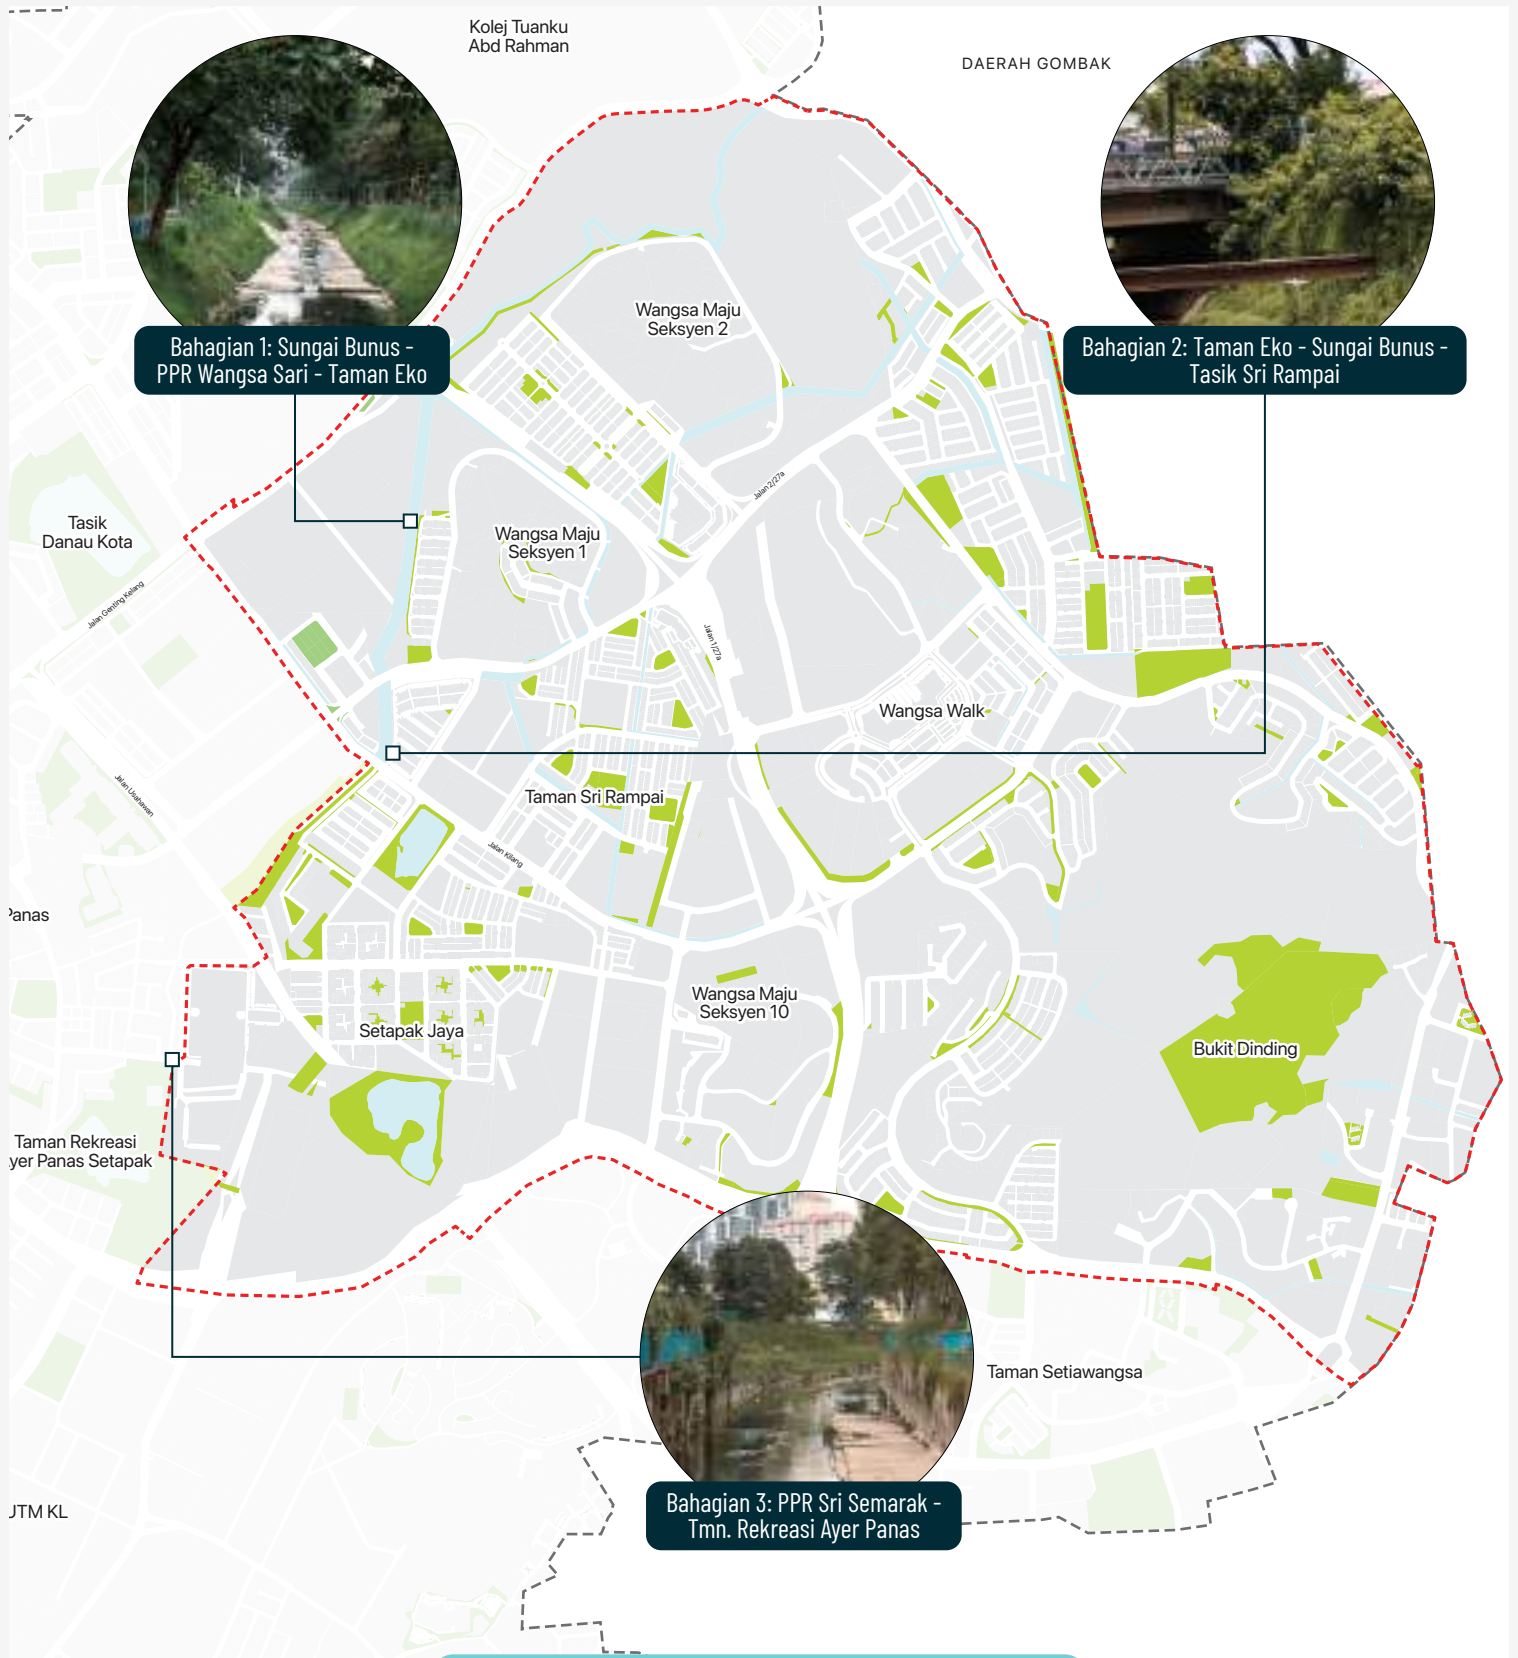 Kolej Tuanku
Abd Rahman
DAERAH GOMBAK
Wangsa Maju
Seksyen 2
Bahagian 1: Sungai Bunus -
PPR Wangsa Sari - Taman Eko
Bahagian 2: Taman Eko - Sungai Bunus -
Tasik Sri Rampai
Jalan 2/27a
Tasik
Danau Kota
Wangsa Maju
Seksyen 1
Jalan Genting Kelang
Jalan 1/27a
Wangsa Walk
Jalan Usahawan
Taman Sri Rampai
Jalan Kilang
Panas
Wangsa Maju
Seksyen 10
Setapak Jaya
Bukit Dinding
Taman Rekreasi
yer Panas Setapak
Taman Setiawangsa
Bahagian 3: PPR Sri Semarak -
Tmn. Rekreasi Ayer Panas
UTM KL